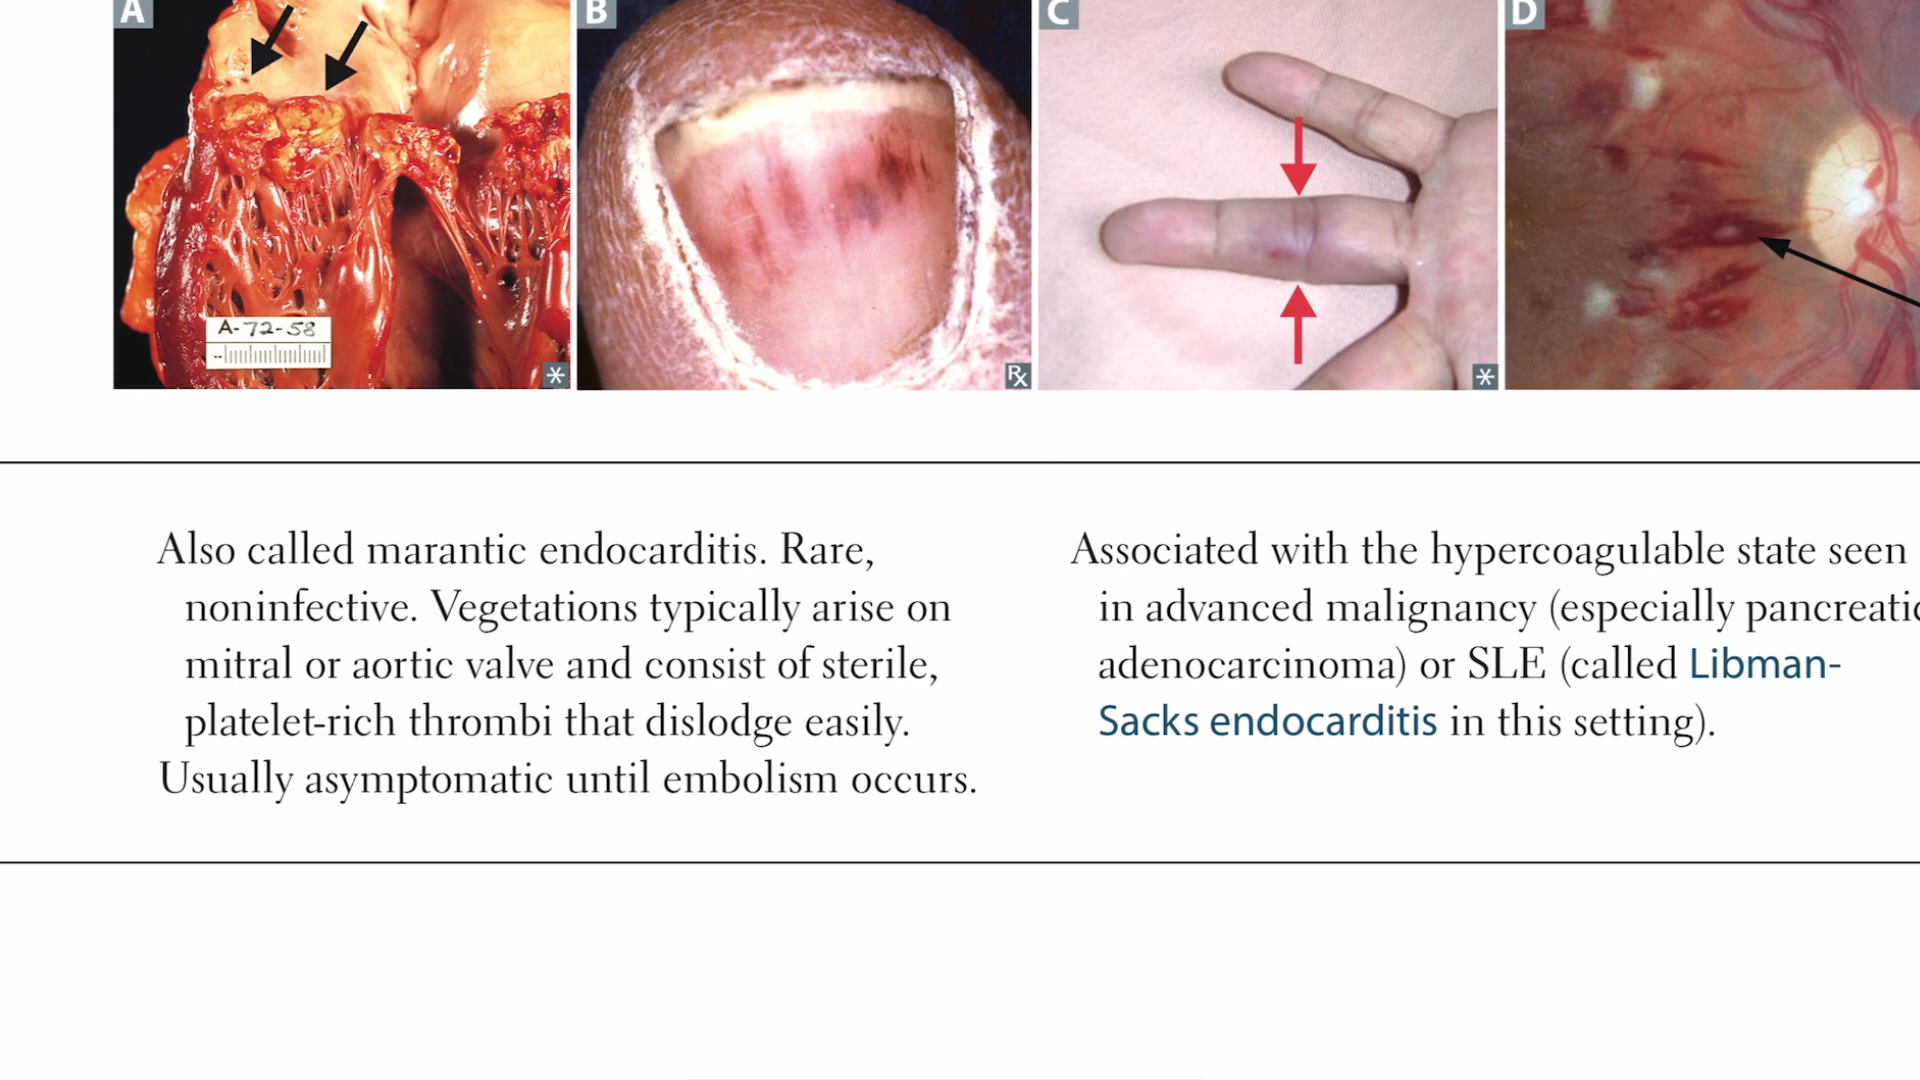 A
B
C
D
A-72-58
*
Rx
*
Also called marantic endocarditis. Rare,
noninfective. Vegetations typically arise on
mitral or aortic valve and consist of sterile,
platelet-rich thrombi that dislodge easily.
Usually asymptomatic until embolism occurs.
Associated with the hypercoagulable state seen
in advanced malignancy (especially pancreatic
adenocarcinoma) or SLE (called Libman-
Sacks endocarditis in this setting).